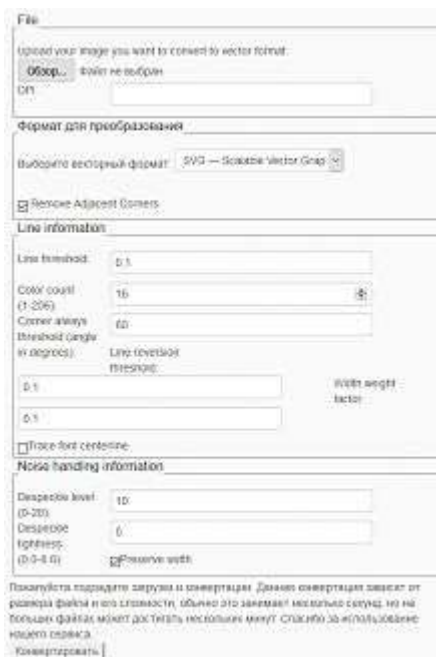 File
Upload your image you want to convert to vector format:
Обзор... Файл не выбран
DPI
Формат для преобразования
Выберите векторный формат: SVG — Scalable Vector Grap
Remove Adjacent Corners
Line information
Line threshold: 0.1
Color count 16
(1-256):
Corner always 60
threshold (angle
in degrees): Line reversion
threshold:
0.1 Width weight
factor
0.1
Trace font centerline
Noise handling information
Despeckle level 10
(0-20):
Despeckle 0
tightness
(0.0-8.0) Preserve width
Пожалуйста подождите загрузки и конвертации. Данная конвертация зависит от
размера файла и его сложности, обычно это занимает несколько секунд, но на
больших файлах может достигать нескольких минут. Спасибо за использование
нашего сервиса.
Конвертировать